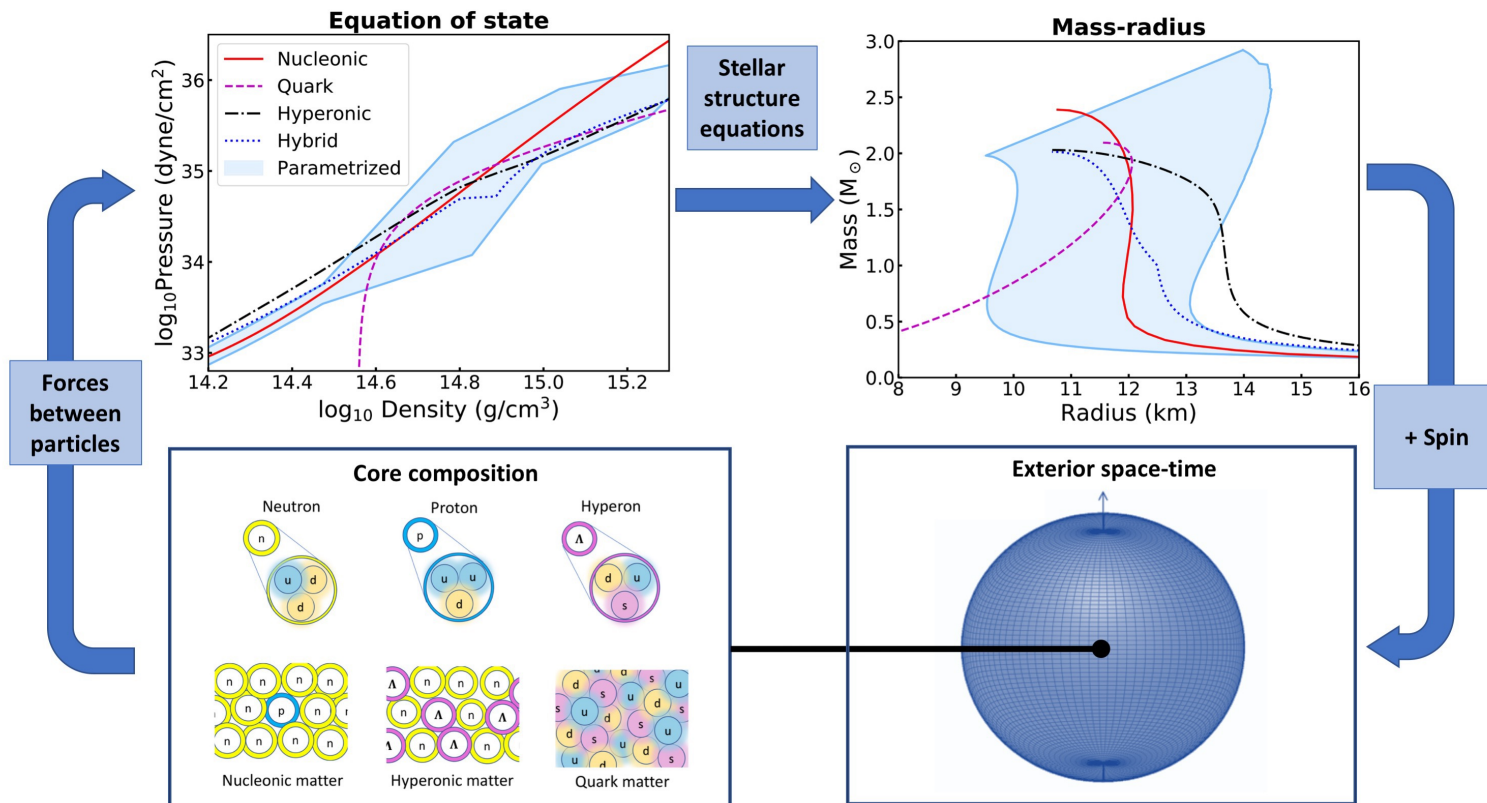 Equation of state
log₁₀Pressure (dyne/cm²)
36
35
34
33
Nucleonic
Quark
Hyperonic
Hybrid
Parametrized
14.2 14.4 14.6 14.8 15.0 15.2
log₁₀ Density (g/cm³)
Stellar
structure
equations
Mass-radius
Mass (M⊙)
3.0
2.5
2.0
1.5
1.0
0.5
0.0
8 9 10 11 12 13 14 15 16
Radius (km)
Forces
between
particles
+ Spin
Core composition
Neutron Proton Hyperon
n p Λ
u d
d
u u
d
d u
s
n n n n
n p n n
n n n n
Λ n n n
n Λ n Λ
Λ n Λ n
u d
d s u
s u d
u d s
d s u
s d u
u d s
Nucleonic matter Hyperonic matter Quark matter
Exterior space-time